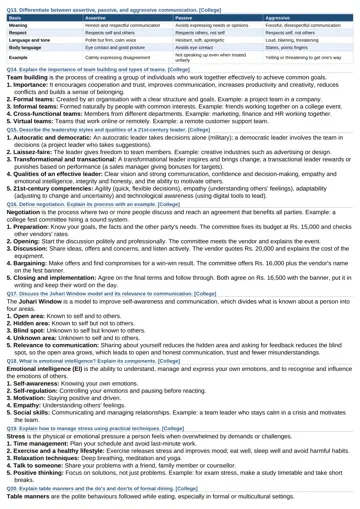 Q13. Differentiate between assertive, passive, and aggressive communication. [College]
Basis Assertive Passive Aggressive
Meaning Honest and respectful communication Avoids expressing needs or opinions Forceful, disrespectful communication
Respect Respects self and others Respects others, not self Respects self, not others
Language and tone Polite but firm, calm voice Hesitant, soft, apologetic Loud, blaming, threatening
Body language Eye contact and good posture Avoids eye contact Stares, points fingers
Example Calmly expressing disagreement Not speaking up even when treated unfairly Yelling or threatening to get one's way
Q14. Explain the importance of team building and types of teams. [College]
Team building is the process of creating a group of individuals who work together effectively to achieve common goals.
1. Importance: It encourages cooperation and trust, improves communication, increases productivity and creativity, reduces
conflicts and builds a sense of belonging.
2. Formal teams: Created by an organisation with a clear structure and goals. Example: a project team in a company
3. Informal teams: Formed naturally by people with common interests. Example: friends working together on a college event.
4. Cross-functional teams: Members from different departments. Example: marketing, finance and HR working together.
5. Virtual teams: Teams that work online or remotely. Example: a remote customer support team.
Q15. Describe the leadership styles and qualities of a 21st-century leader. [College]
1. Autocratic and democratic: An autocratic leader takes decisions alone (military); a democratic leader involves the team in
decisions (a project leader who takes suggestions).
2. Laissez-faire: The leader gives freedom to team members. Example: creative industries such as advertising or design.
3. Transformational and transactional: A transformational leader inspires and brings change; a transactional leader rewards or
punishes based on performance (a sales manager giving bonuses for targets).
4. Qualities of an effective leader: Clear vision and strong communication, confidence and decision-making, empathy and
emotional intelligence, integrity and honesty, and the ability to motivate others.
5. 21st-century competencies: Agility (quick, flexible decisions), empathy (understanding others' feelings), adaptability
(adjusting to change and uncertainty) and technological awareness (using digital tools to lead).
Q16. Define negotiation. Explain its process with an example. [College]
Negotiation is the process where two or more people discuss and reach an agreement that benefits all parties. Example: a
college fest committee hiring a sound system.
1. Preparation: Know your goals, the facts and the other party's needs. The committee fixes its budget at Rs. 15,000 and checks
other vendors' rates.
2. Opening: Start the discussion politely and professionally. The committee meets the vendor and explains the event.
3. Discussion: Share ideas, offers and concerns, and listen actively. The vendor quotes Rs. 20,000 and explains the cost of the
equipment.
4. Bargaining: Make offers and find compromises for a win-win result. The committee offers Rs. 16,000 plus the vendor's name
on the fest banner.
5. Closing and implementation: Agree on the final terms and follow through. Both agree on Rs. 16,500 with the banner, put it in
writing and keep their word on the day.
Q17. Discuss the Johari Window model and its relevance to communication. [College]
The Johari Window is a model to improve self-awareness and communication, which divides what is known about a person into
four areas.
1. Open area: Known to self and to others.
2. Hidden area: Known to self but not to others.
3. Blind spot: Unknown to self but known to others.
4. Unknown area: Unknown to self and to others.
5. Relevance to communication: Sharing about yourself reduces the hidden area and asking for feedback reduces the blind
spot, so the open area grows, which leads to open and honest communication, trust and fewer misunderstandings.
Q18. What is emotional intelligence? Explain its components. [College]
Emotional intelligence (EI) is the ability to understand, manage and express your own emotions, and to recognise and influence
the emotions of others.
1. Self-awareness: Knowing your own emotions.
2. Self-regulation: Controlling your emotions and pausing before reacting.
3. Motivation: Staying positive and driven.
4. Empathy: Understanding others' feelings.
5. Social skills: Communicating and managing relationships. Example: a team leader who stays calm in a crisis and motivates
the team.
Q19. Explain how to manage stress using practical techniques. [College]
Stress is the physical or emotional pressure a person feels when overwhelmed by demands or challenges.
1. Time management: Plan your schedule and avoid last-minute work.
2. Exercise and a healthy lifestyle: Exercise releases stress and improves mood; eat well, sleep well and avoid harmful habits.
3. Relaxation techniques: Deep breathing, meditation and yoga.
4. Talk to someone: Share your problems with a friend, family member or counsellor.
5. Positive thinking: Focus on solutions, not just problems. Example: for exam stress, make a study timetable and take short
breaks.
Q20. Explain table manners and the do's and don'ts of formal dining. [College]
Table manners are the polite behaviours followed while eating, especially in formal or multicultural settings.